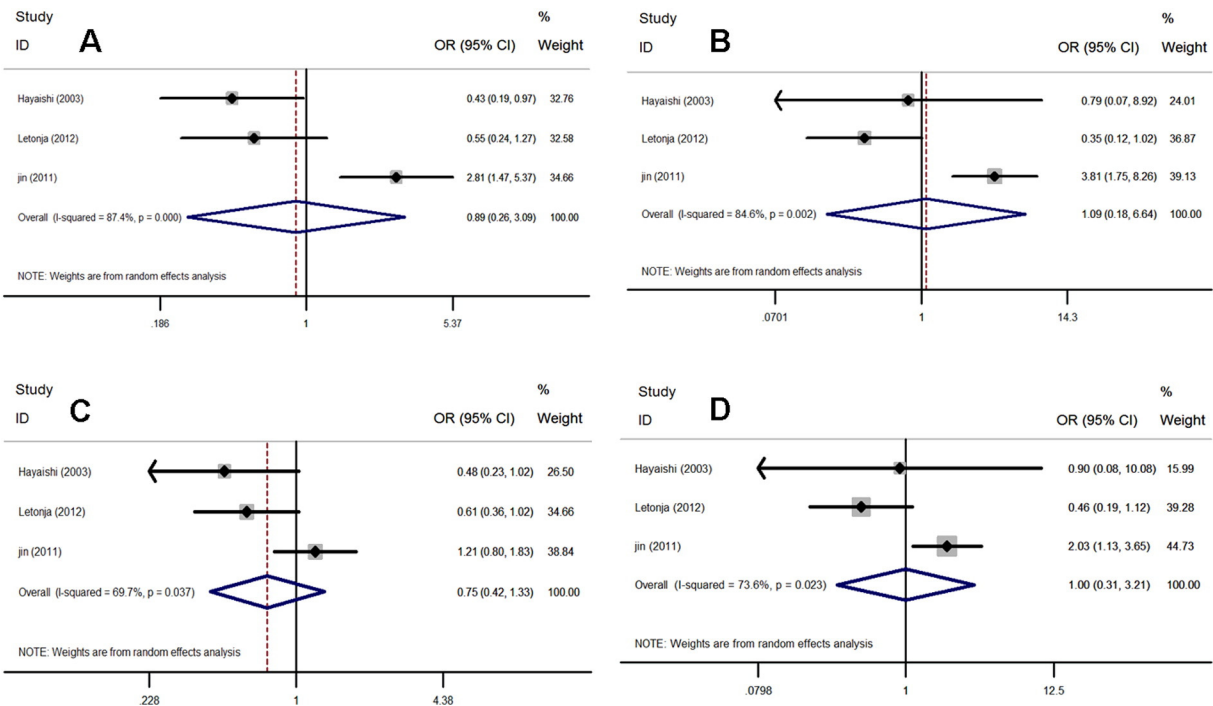 A
Study %
ID OR (95% CI) Weight
Hayaishi (2003) 0.43 (0.19, 0.97) 32.76
Letonja (2012) 0.55 (0.24, 1.27) 32.58
jin (2011) 2.81 (1.47, 5.37) 34.66
Overall (I-squared = 87.4%, p = 0.000) 0.89 (0.26, 3.09) 100.00
NOTE: Weights are from random effects analysis
.186 1 5.37
B
Study %
ID OR (95% CI) Weight
Hayaishi (2003) 0.79 (0.07, 8.92) 24.01
Letonja (2012) 0.35 (0.12, 1.02) 36.87
jin (2011) 3.81 (1.75, 8.26) 39.13
Overall (I-squared = 84.6%, p = 0.002) 1.09 (0.18, 6.64) 100.00
NOTE: Weights are from random effects analysis
.0701 1 14.3
C
Study %
ID OR (95% CI) Weight
Hayaishi (2003) 0.48 (0.23, 1.02) 26.50
Letonja (2012) 0.61 (0.36, 1.02) 34.66
jin (2011) 1.21 (0.80, 1.83) 38.84
Overall (I-squared = 69.7%, p = 0.037) 0.75 (0.42, 1.33) 100.00
NOTE: Weights are from random effects analysis
.228 1 4.38
D
Study %
ID OR (95% CI) Weight
Hayaishi (2003) 0.90 (0.08, 10.08) 15.99
Letonja (2012) 0.46 (0.19, 1.12) 39.28
jin (2011) 2.03 (1.13, 3.65) 44.73
Overall (I-squared = 73.6%, p = 0.023) 1.00 (0.31, 3.21) 100.00
NOTE: Weights are from random effects analysis
.0798 1 12.5